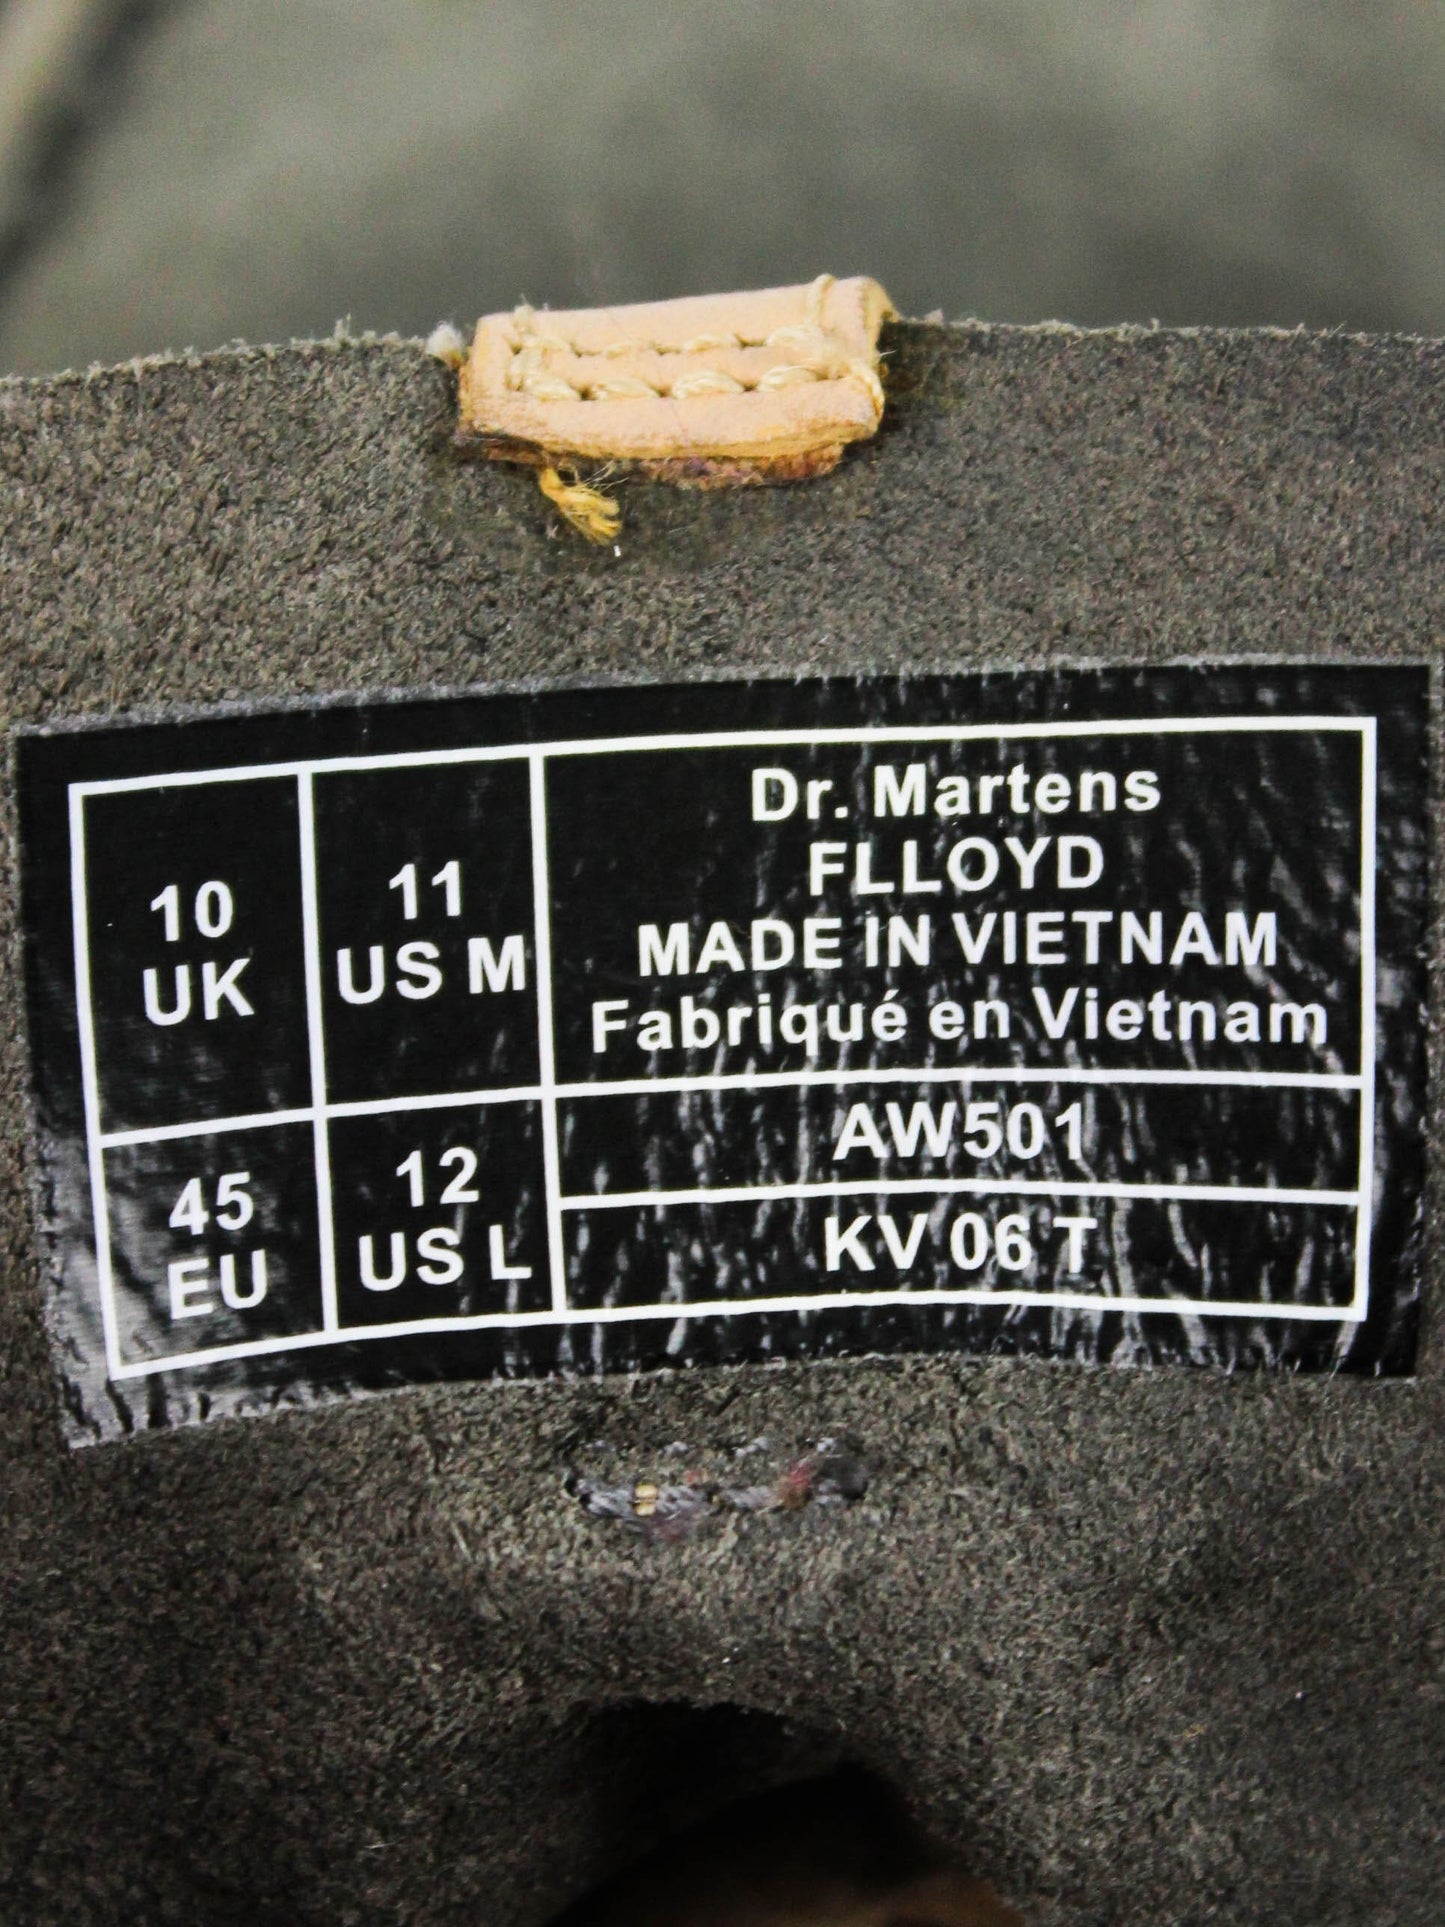 10
UK
11
US M
Dr. Martens
FLLOYD
MADE IN VIETNAM
Fabriqué en Vietnam
45
EU
12
US L
AW501
KV 06 T